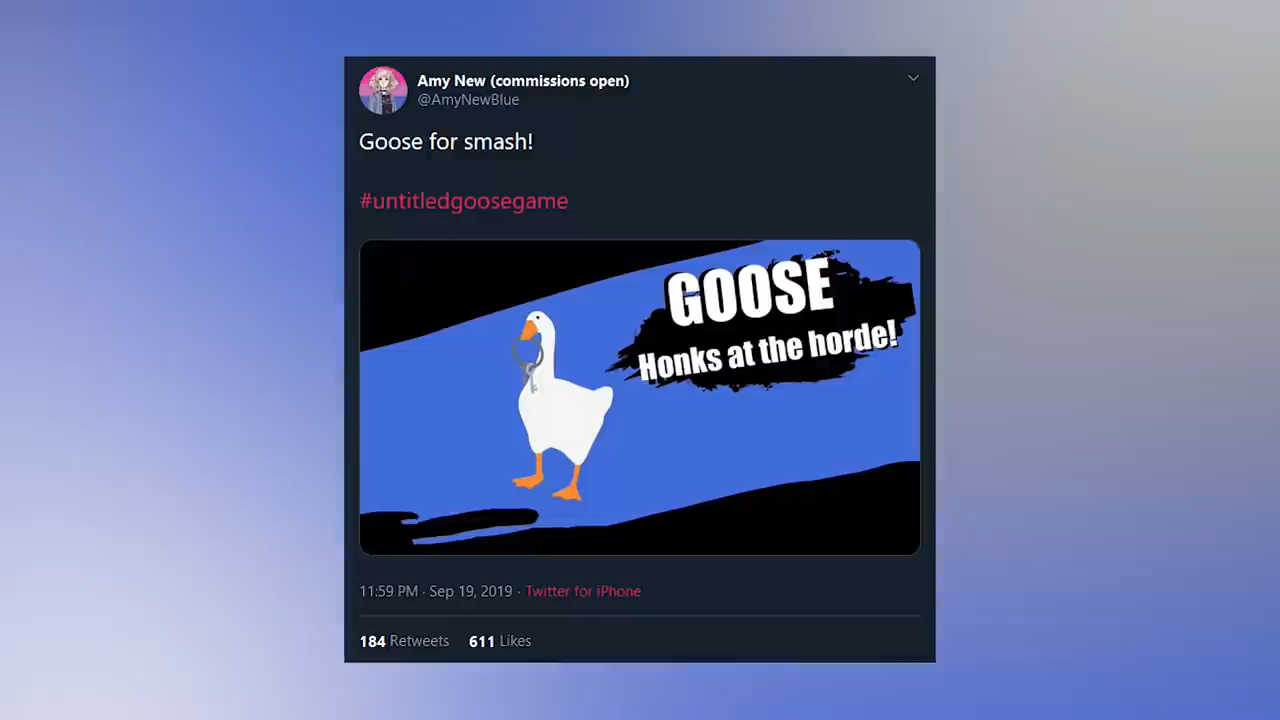 Amy New (commissions open)
@AmyNewBlue
Goose for smash!
#untitledgoosegame
GOOSE
Honks at the horde!
11:59 PM · Sep 19, 2019 · Twitter for iPhone
184 Retweets 611 Likes